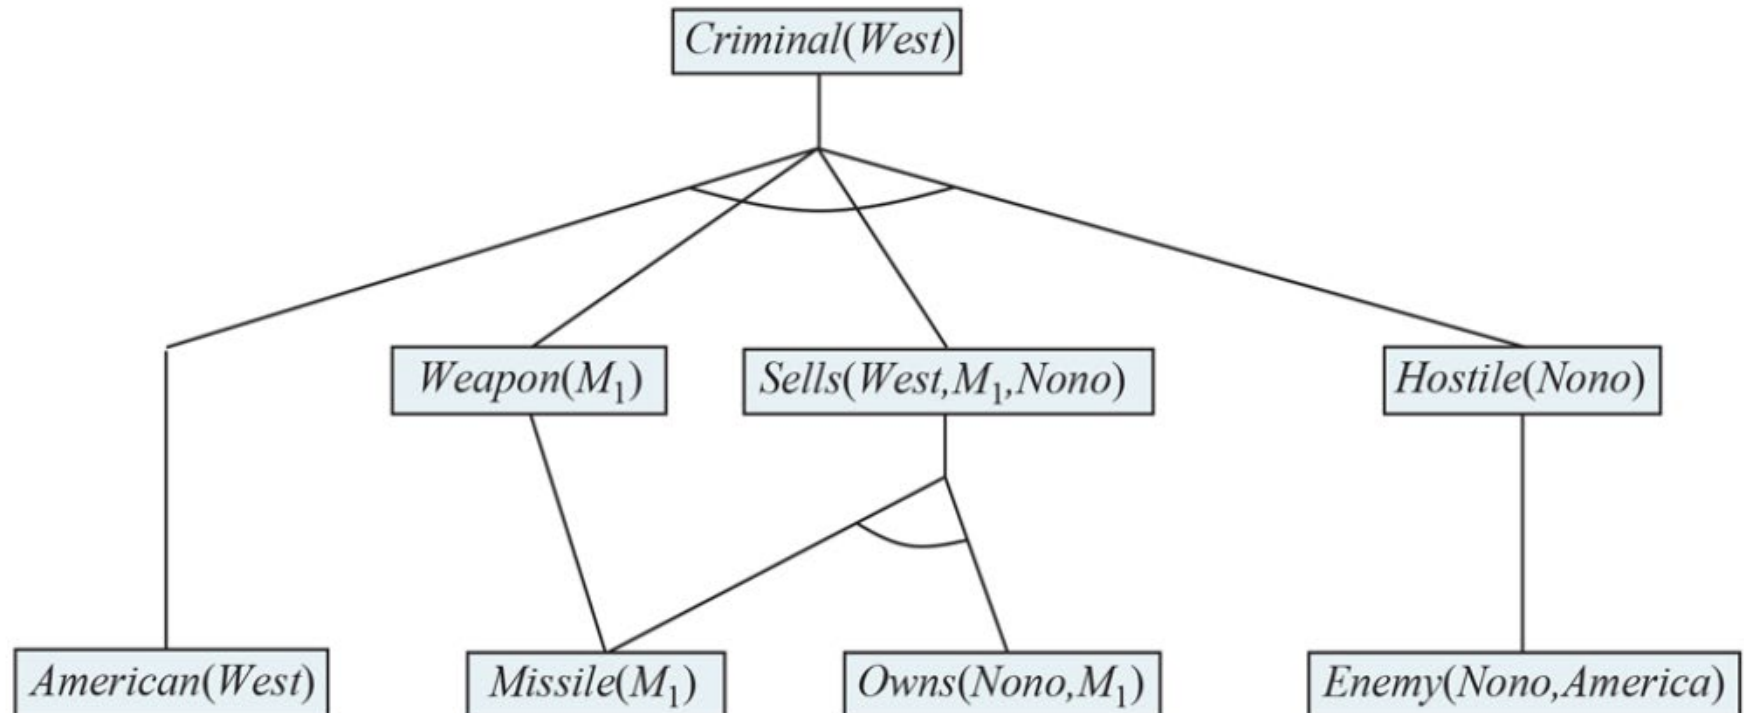 Criminal(West)
Weapon(M₁)
Sells(West,M₁,Nono)
Hostile(Nono)
American(West)
Missile(M₁)
Owns(Nono,M₁)
Enemy(Nono,America)